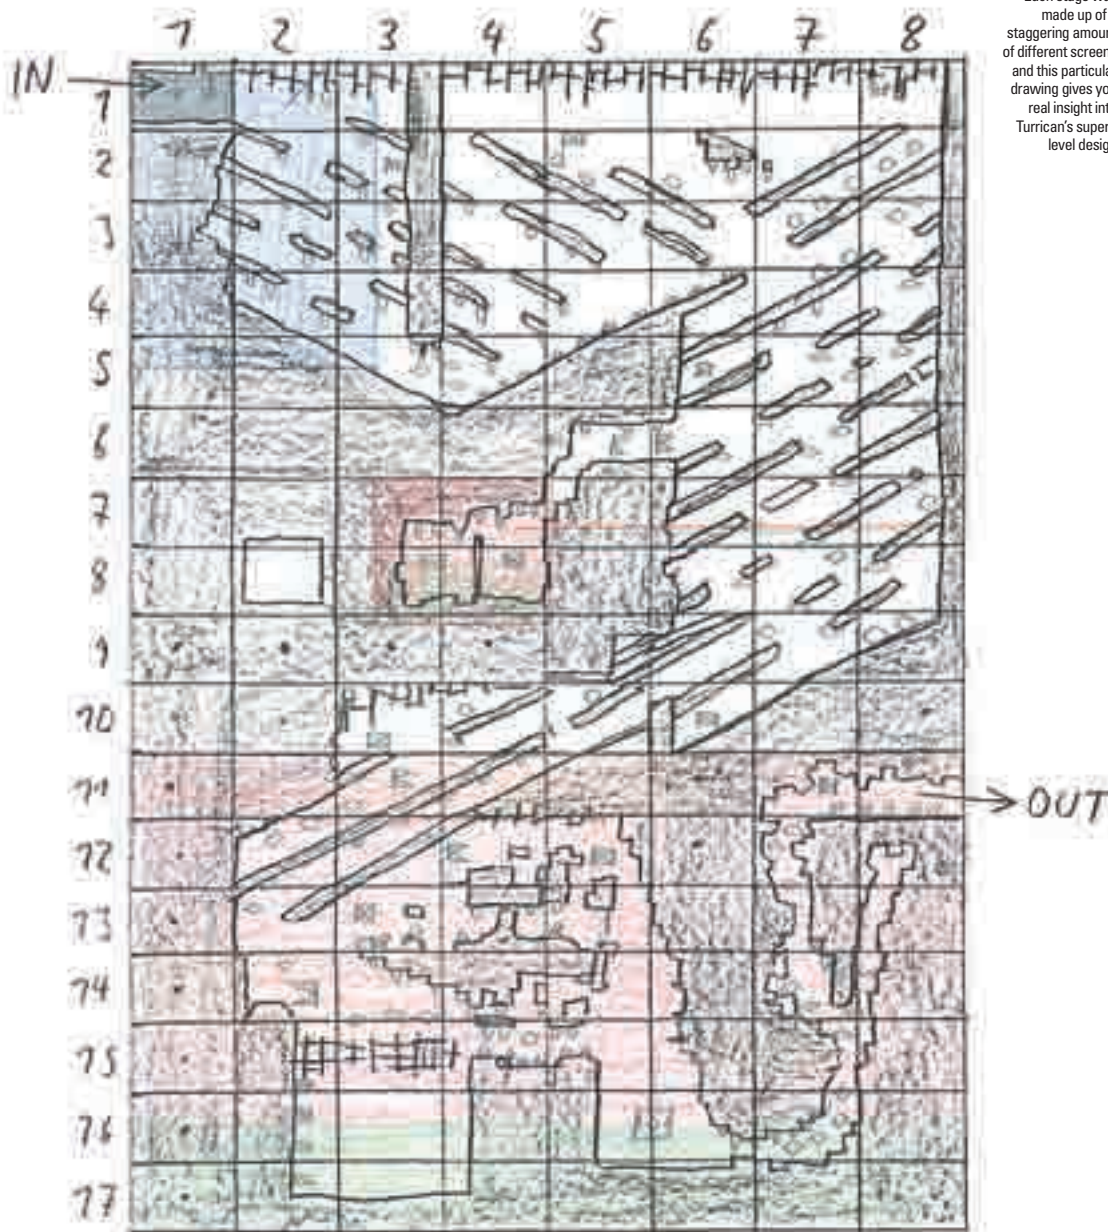 1 2 3 4 5 6 7 8
IN
1
2
3
4
5
6
7
8
9
10
11
OUT
12
13
14
15
16
17
made up of
of different screen
and this particula
drawing gives yo
real insight int
Turrican's super
level desig